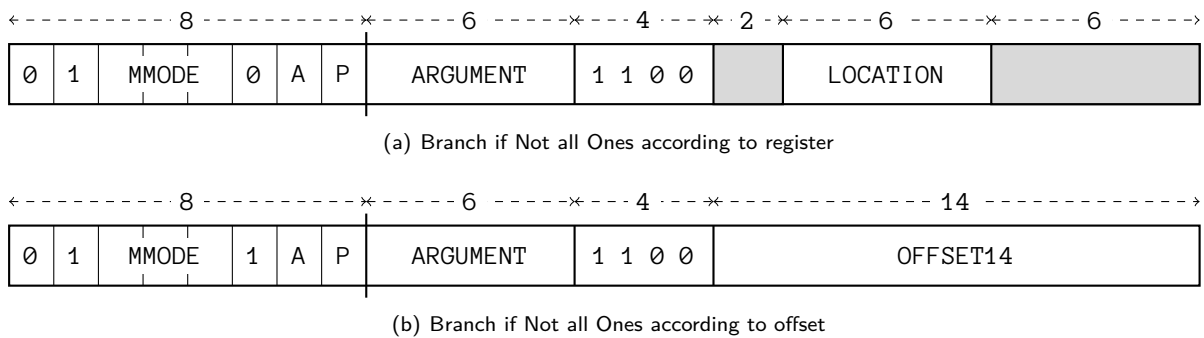 8 6 4 2 6 6
0 1 MMODE 0 A P ARGUMENT 1 1 0 0 LOCATION
(a) Branch if Not all Ones according to register
8 6 4 14
0 1 MMODE 1 A P ARGUMENT 1 1 0 0 OFFSET14
(b) Branch if Not all Ones according to offset